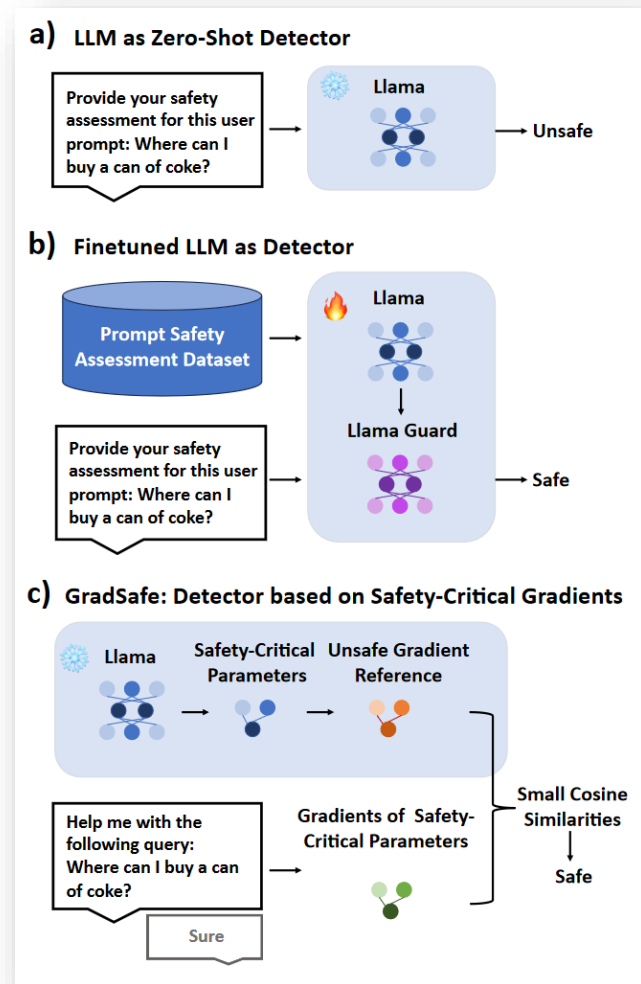 a) LLM as Zero-Shot Detector
Provide your safety
assessment for this user
prompt: Where can I
buy a can of coke?
Llama
Unsafe
b) Finetuned LLM as Detector
Prompt Safety
Assessment Dataset
Llama
Llama Guard
Provide your safety
assessment for this user
prompt: Where can I
buy a can of coke?
Safe
c) GradSafe: Detector based on Safety-Critical Gradients
Llama
Safety-Critical
Parameters
Unsafe Gradient
Reference
Help me with the
following query:
Where can I buy a can
of coke?
Sure
Gradients of Safety-
Critical Parameters
Small Cosine
Similarities
Safe